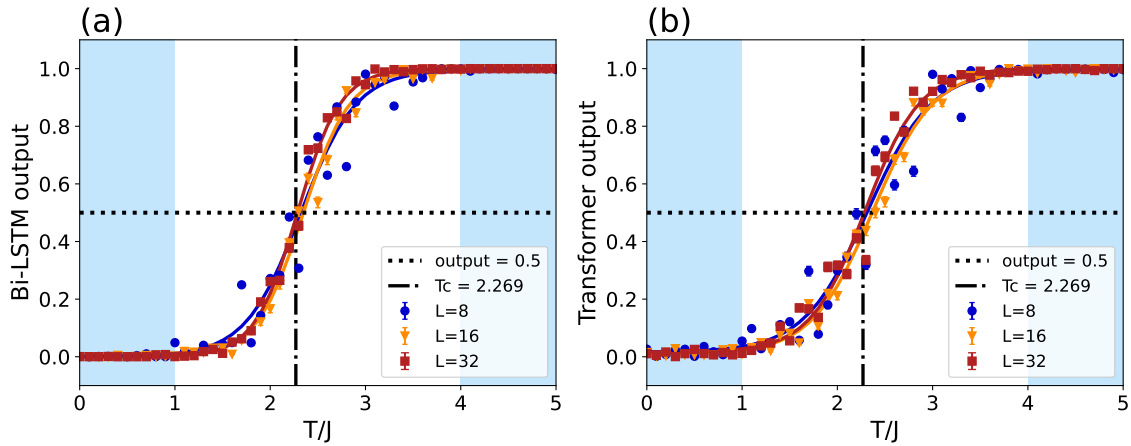 (a)
Bi-LSTM output
1.0
0.8
0.6
0.4
0.2
0.0
output = 0.5
Tc = 2.269
L=8
L=16
L=32
0 1 2 3 4 5
T/J
(b)
Transformer output
1.0
0.8
0.6
0.4
0.2
0.0
output = 0.5
Tc = 2.269
L=8
L=16
L=32
0 1 2 3 4 5
T/J